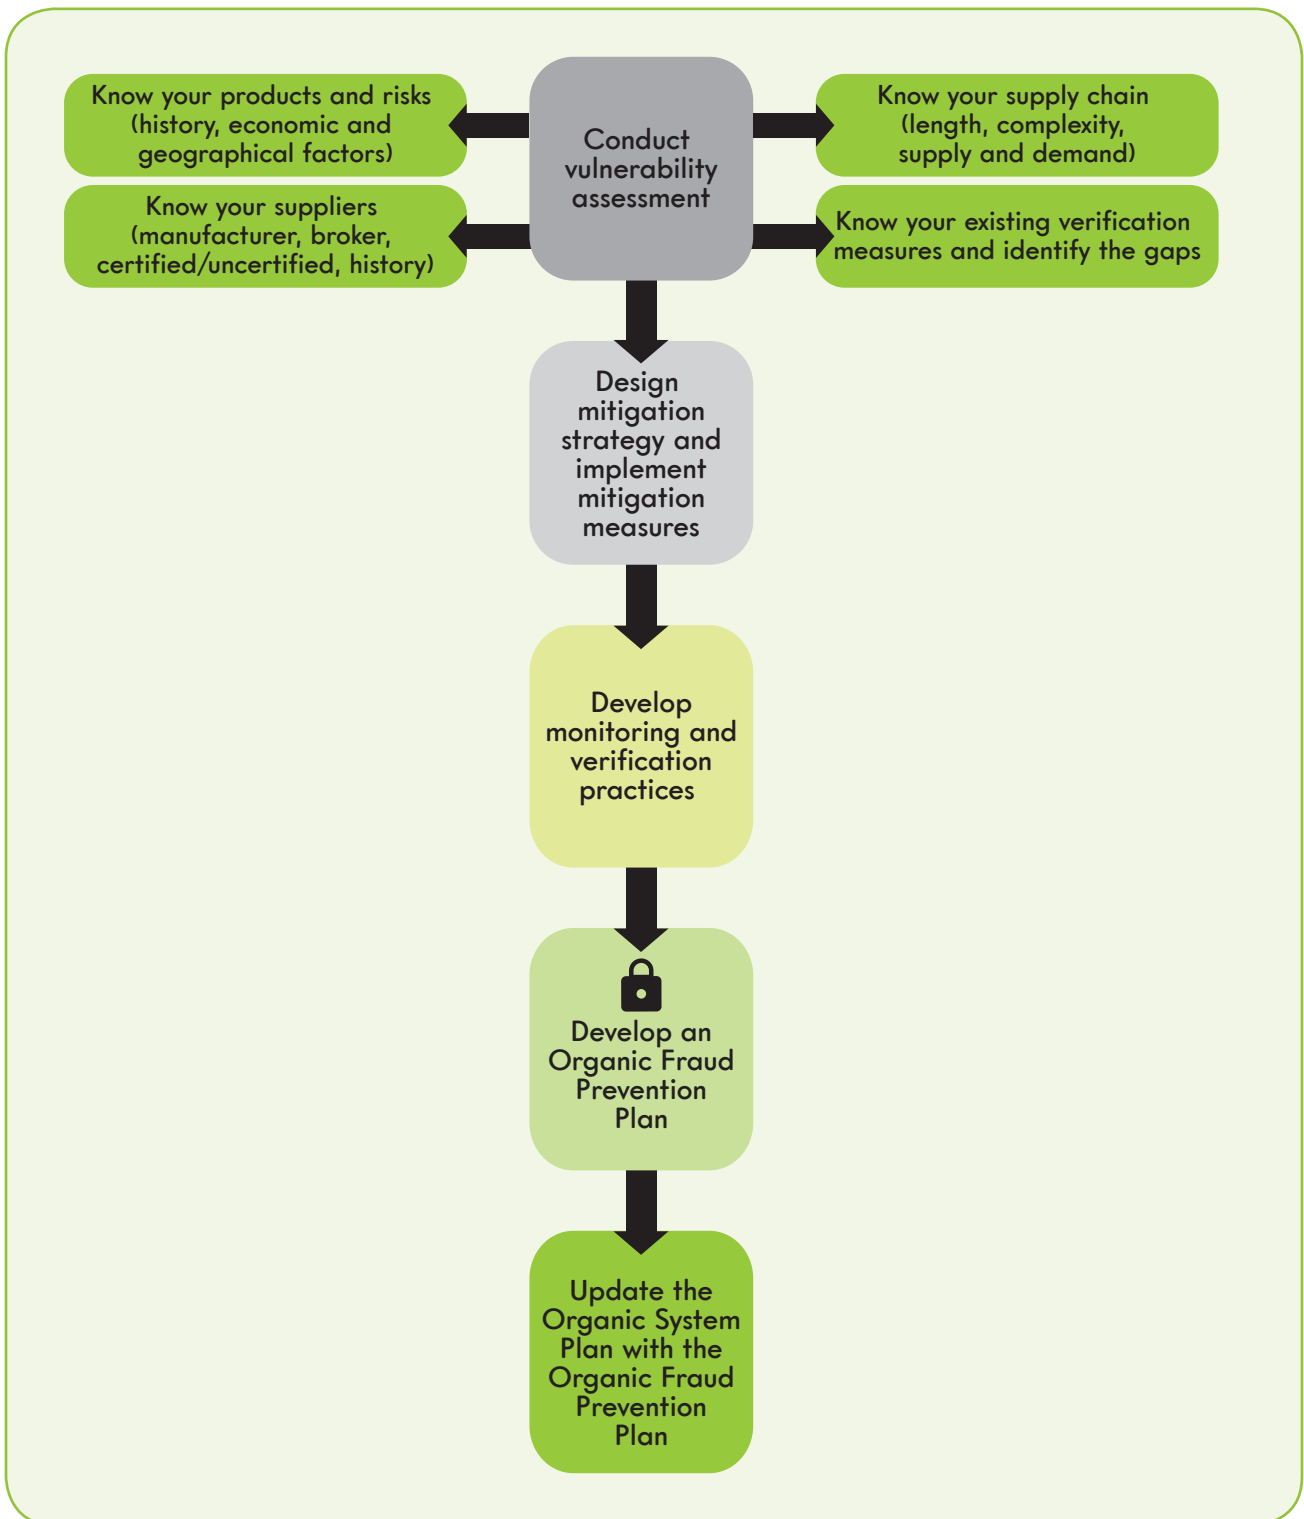 Know your products and risks
(history, economic and
geographical factors)
Know your suppliers
(manufacturer, broker,
certified/uncertified, history)
Conduct
vulnerability
assessment
Know your supply chain
(length, complexity,
supply and demand)
Know your existing verification
measures and identify the gaps
Design
mitigation
strategy and
implement
mitigation
measures
Develop
monitoring and
verification
practices
Develop an
Organic Fraud
Prevention
Plan
Update the
Organic System
Plan with the
Organic Fraud
Prevention
Plan